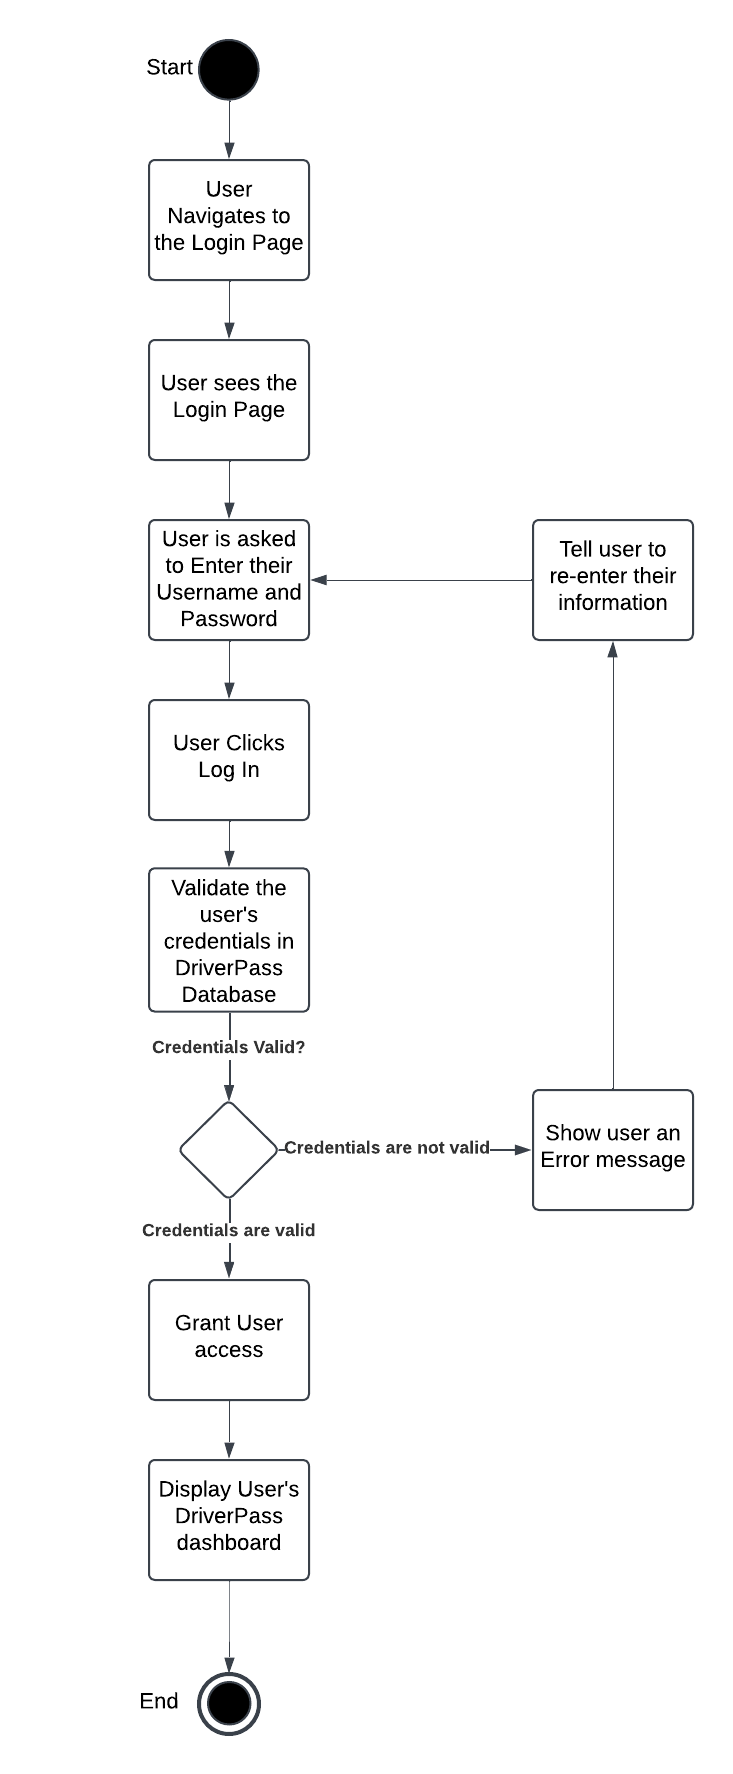 Start
User
Navigates to
the Login Page
User sees the
Login Page
User is asked
to Enter their
Username and
Password
Tell user to
re-enter their
information
User Clicks
Log In
Validate the
user's
credentials in
DriverPass
Database
Credentials Valid?
Credentials are not valid
Show user an
Error message
Credentials are valid
Grant User
access
Display User's
DriverPass
dashboard
End